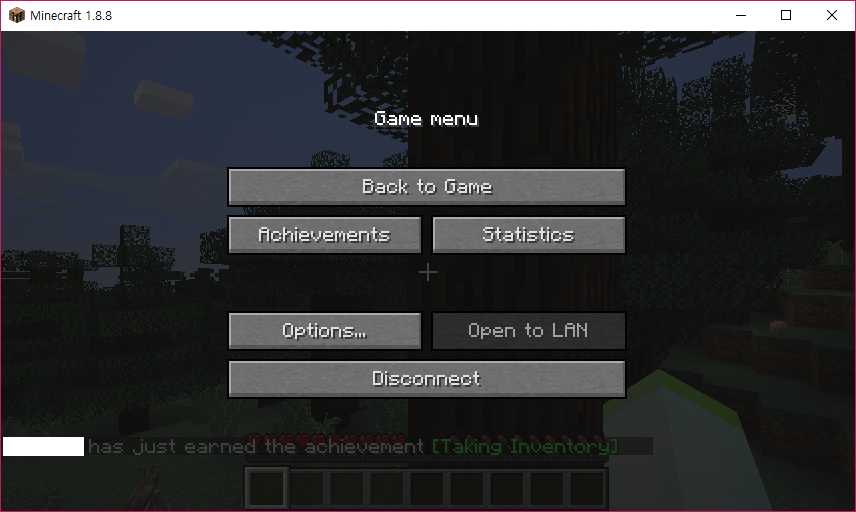 Minecraft 1.8.8
Game menu
Back to Game
Achievements
Statistics
Options...
Open to LAN
Disconnect
has just earned the achievement [Taking Inventory]